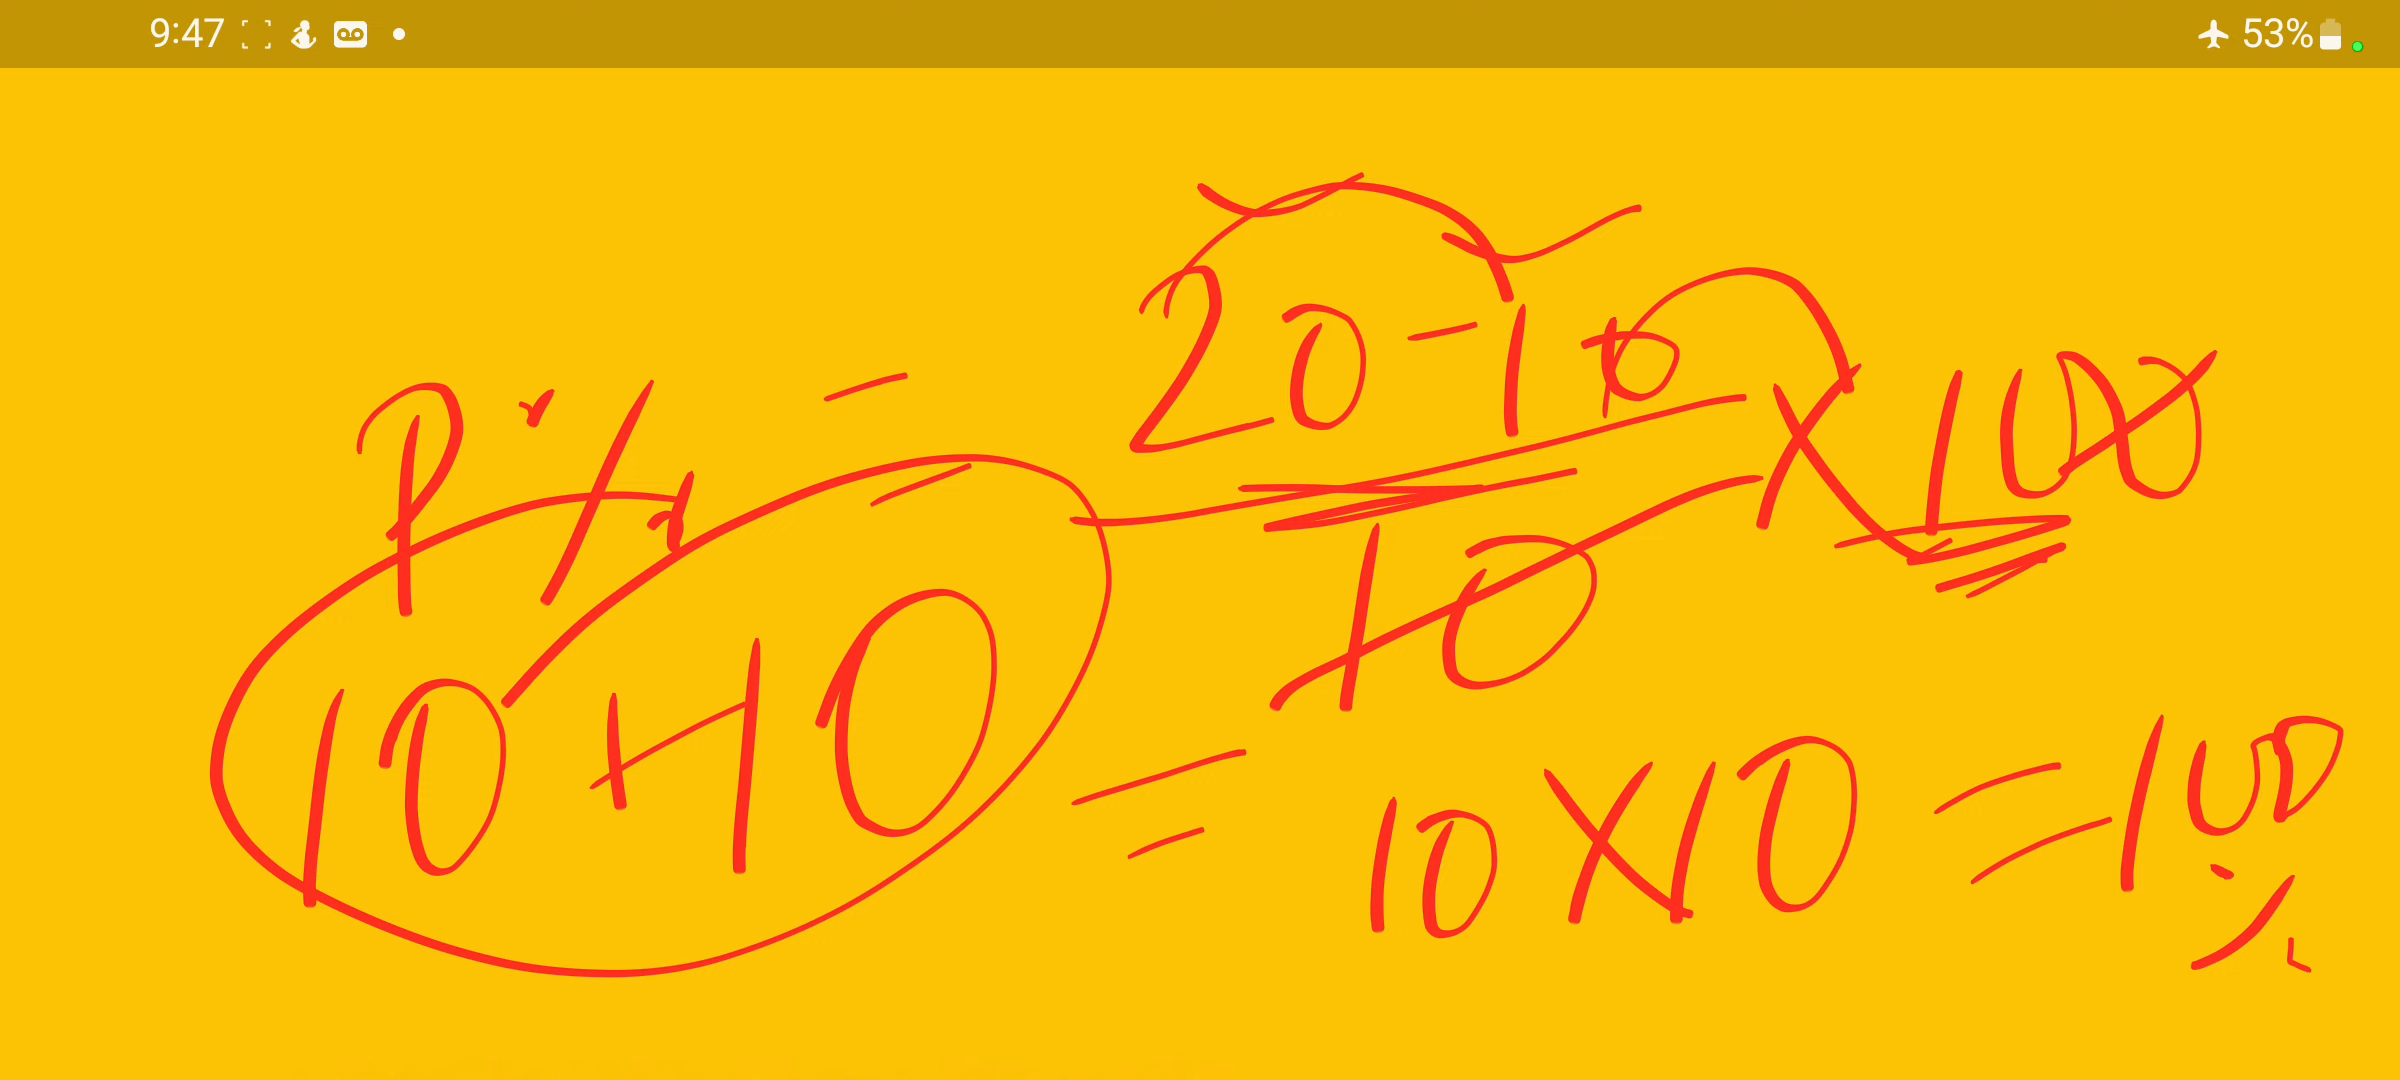 9:47 53%
P% = 20-10 × 100
10
10+10 = 10×10 = 100%